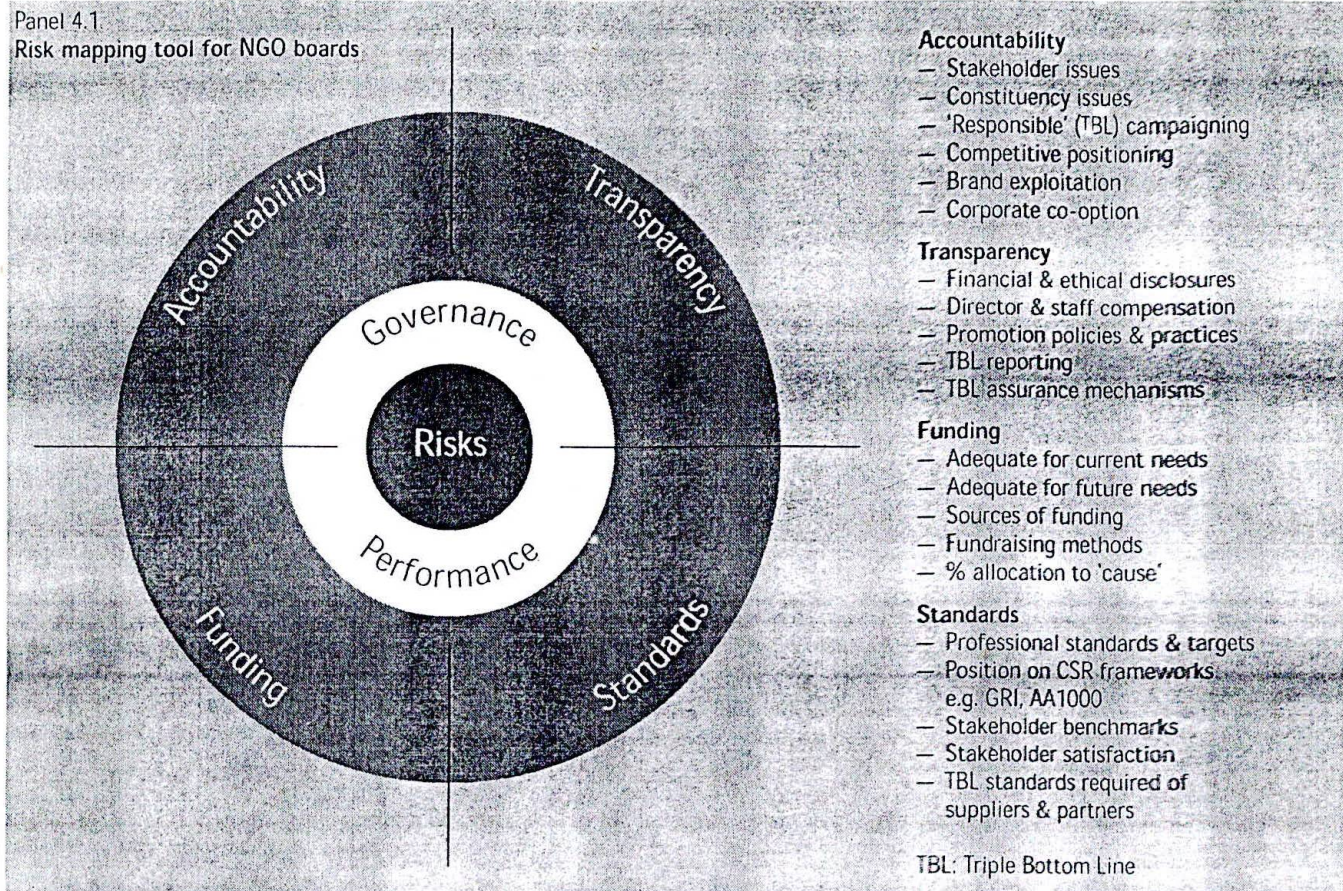 Panel 4.1
Risk mapping tool for NGO boards
Accountability
Transparency
Governance
Risks
Performance
Funding
Standards
Accountability
— Stakeholder issues
— Constituency issues
— 'Responsible' (TBL) campaigning
— Competitive positioning
— Brand exploitation
— Corporate co-option
Transparency
— Financial & ethical disclosures
— Director & staff compensation
— Promotion policies & practices
— TBL reporting
— TBL assurance mechanisms
Funding
— Adequate for current needs
— Adequate for future needs
— Sources of funding
— Fundraising methods
— % allocation to 'cause'
Standards
— Professional standards & targets
— Position on CSR frameworks
e.g. GRI, AA1000
— Stakeholder benchmarks
— Stakeholder satisfaction
— TBL standards required of
suppliers & partners
TBL: Triple Bottom Line